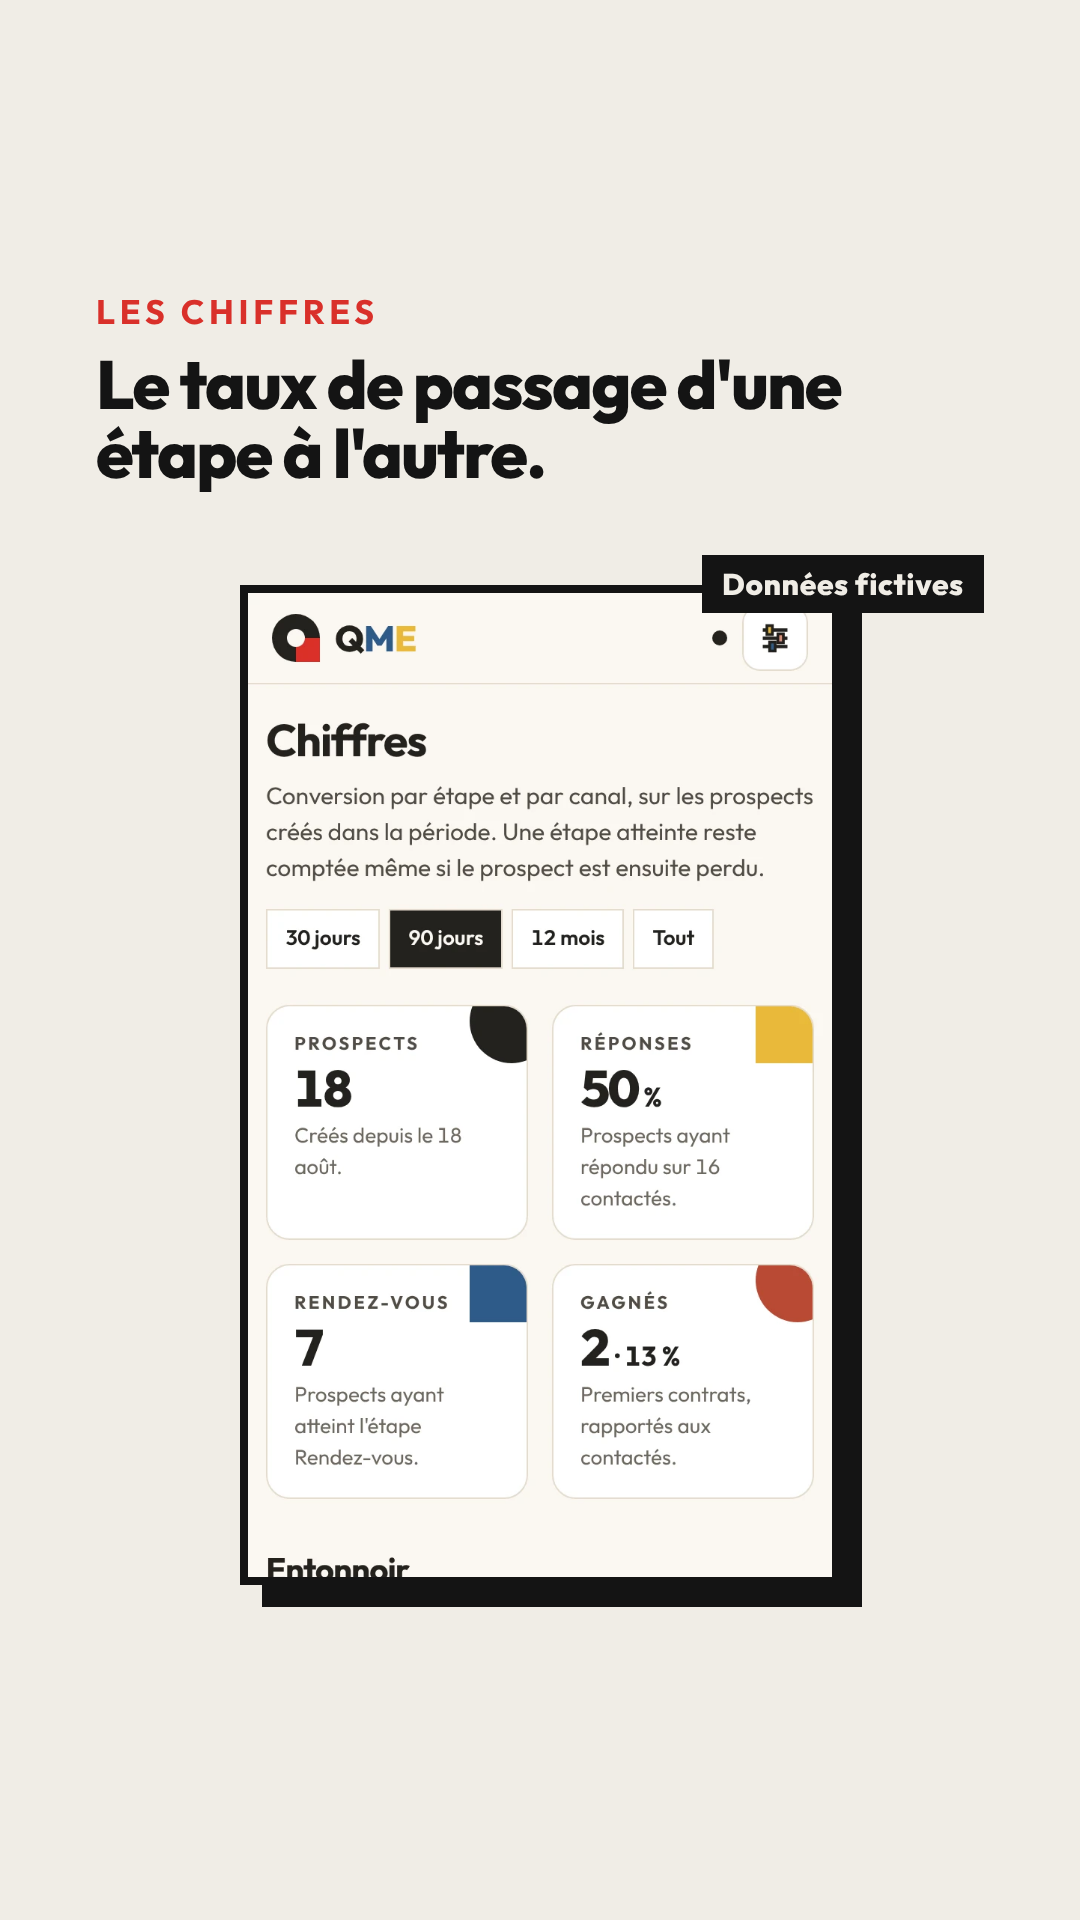 LES CHIFFRES
Le taux de passage d'une
étape à l'autre.
Données fictives
QME
Chiffres
Conversion par étape et par canal, sur les prospects
créés dans la période. Une étape atteinte reste
comptée même si le prospect est ensuite perdu.
30 jours
90 jours
12 mois
Tout
PROSPECTS
18
Créés depuis le 18
août.
RÉPONSES
50 %
Prospects ayant
répondu sur 16
contactés.
RENDEZ-VOUS
7
Prospects ayant
atteint l'étape
Rendez-vous.
GAGNÉS
2 · 13 %
Premiers contrats,
rapportés aux
contactés.
Entonnoir